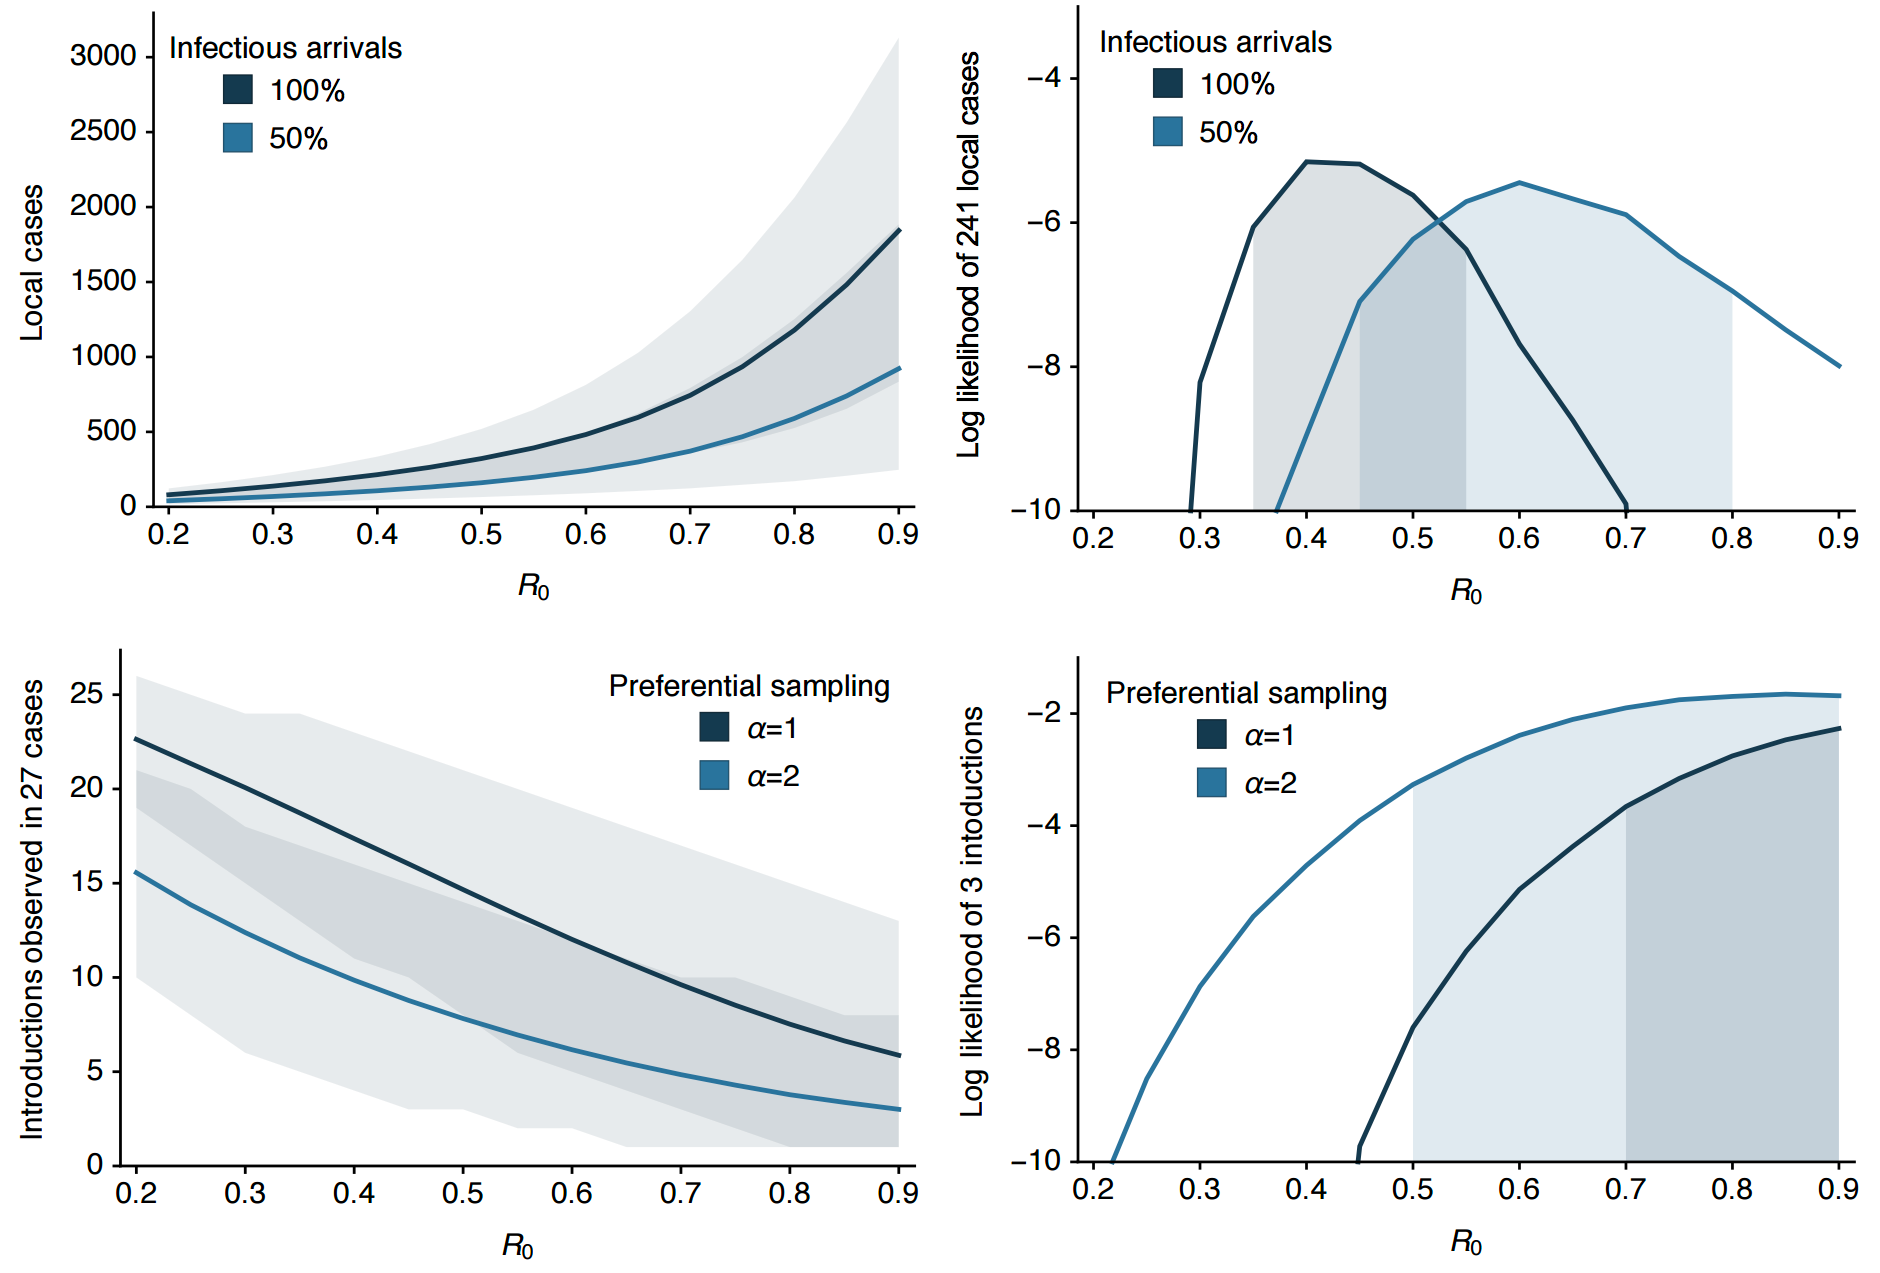 Infectious arrivals
100%
50%
Local cases
3000
2500
2000
1500
1000
500
0
0.2 0.3 0.4 0.5 0.6 0.7 0.8 0.9
R0
Infectious arrivals
100%
50%
Log likelihood of 241 local cases
−4
−6
−8
−10
0.2 0.3 0.4 0.5 0.6 0.7 0.8 0.9
R0
Preferential sampling
α=1
α=2
Introductions observed in 27 cases
25
20
15
10
5
0
0.2 0.3 0.4 0.5 0.6 0.7 0.8 0.9
R0
Preferential sampling
α=1
α=2
Log likelihood of 3 intoductions
−2
−4
−6
−8
−10
0.2 0.3 0.4 0.5 0.6 0.7 0.8 0.9
R0